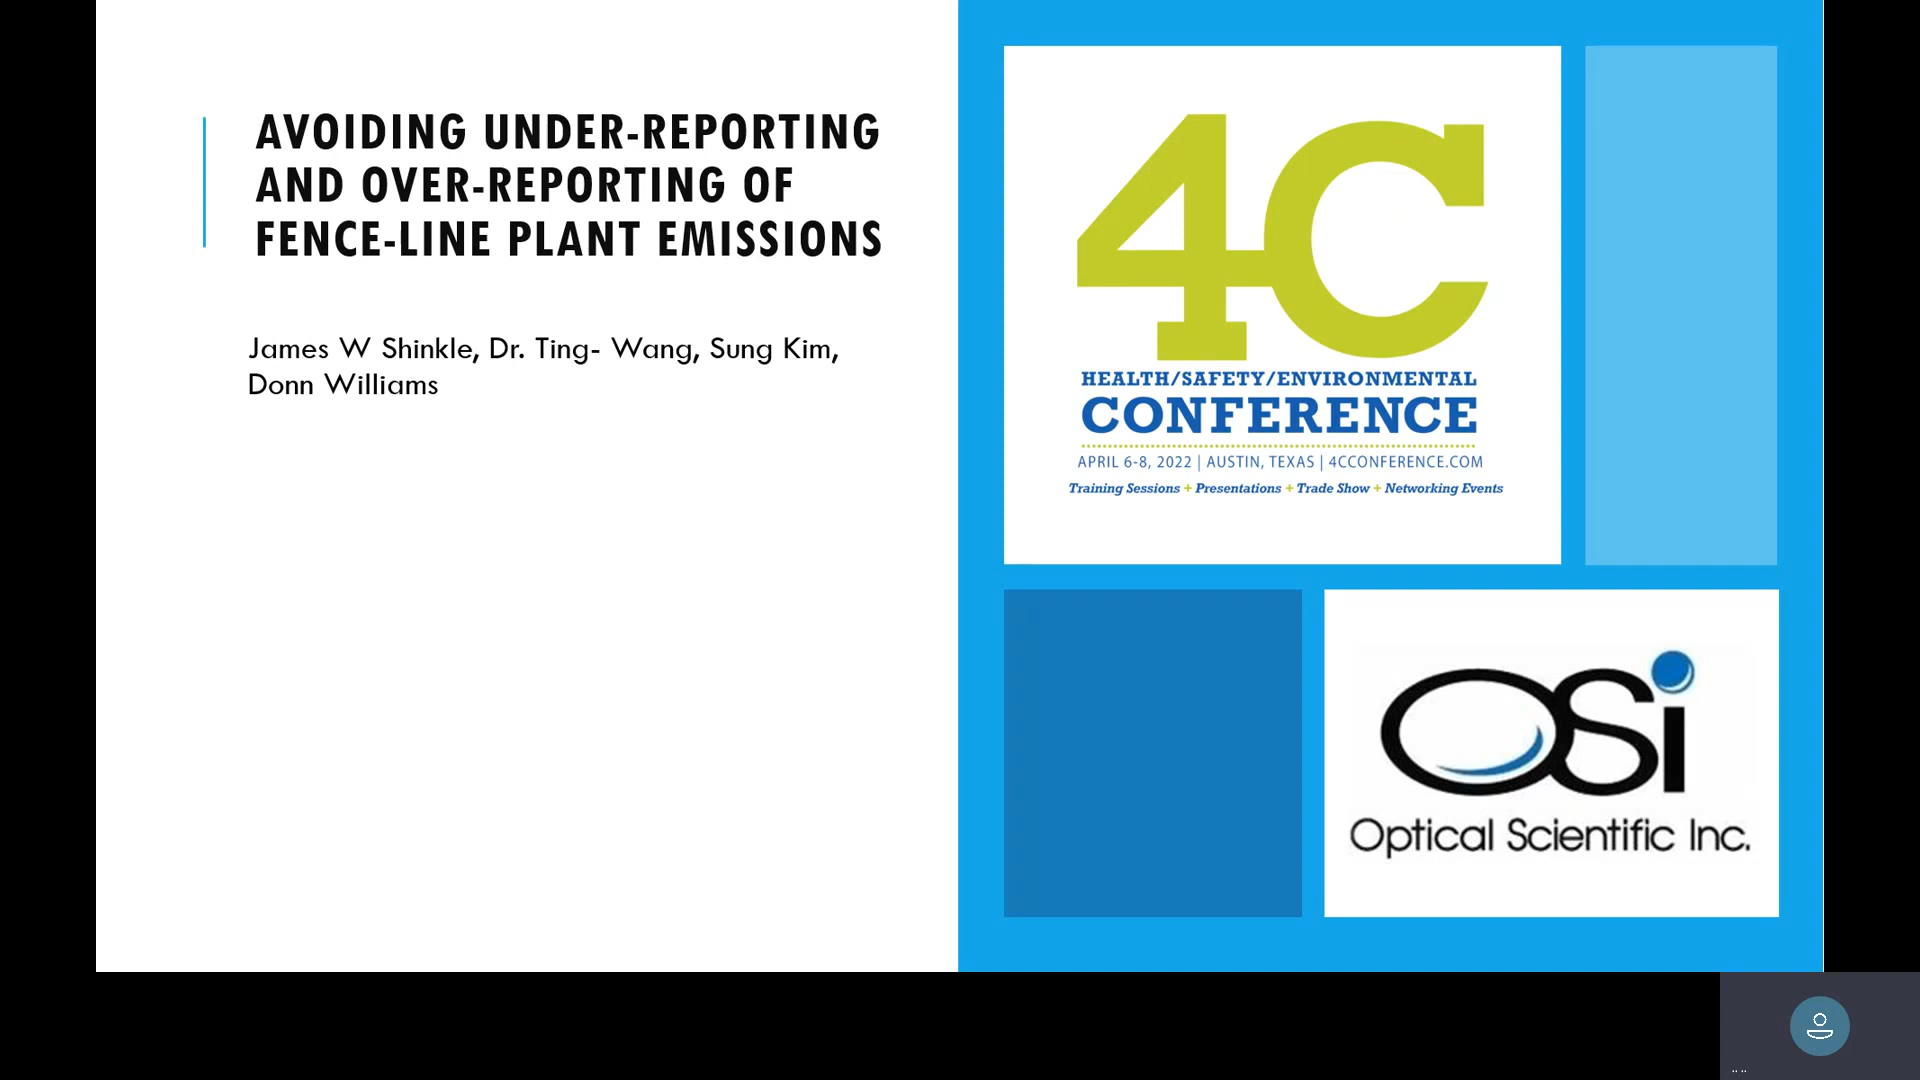 AVOIDING UNDER-REPORTING
AND OVER-REPORTING OF
FENCE-LINE PLANT EMISSIONS
James W Shinkle, Dr. Ting- Wang, Sung Kim,
Donn Williams
4C
HEALTH/SAFETY/ENVIRONMENTAL
CONFERENCE
APRIL 6-8, 2022 | AUSTIN, TEXAS | 4CCONFERENCE.COM
Training Sessions + Presentations + Trade Show + Networking Events
OSi
Optical Scientific Inc.